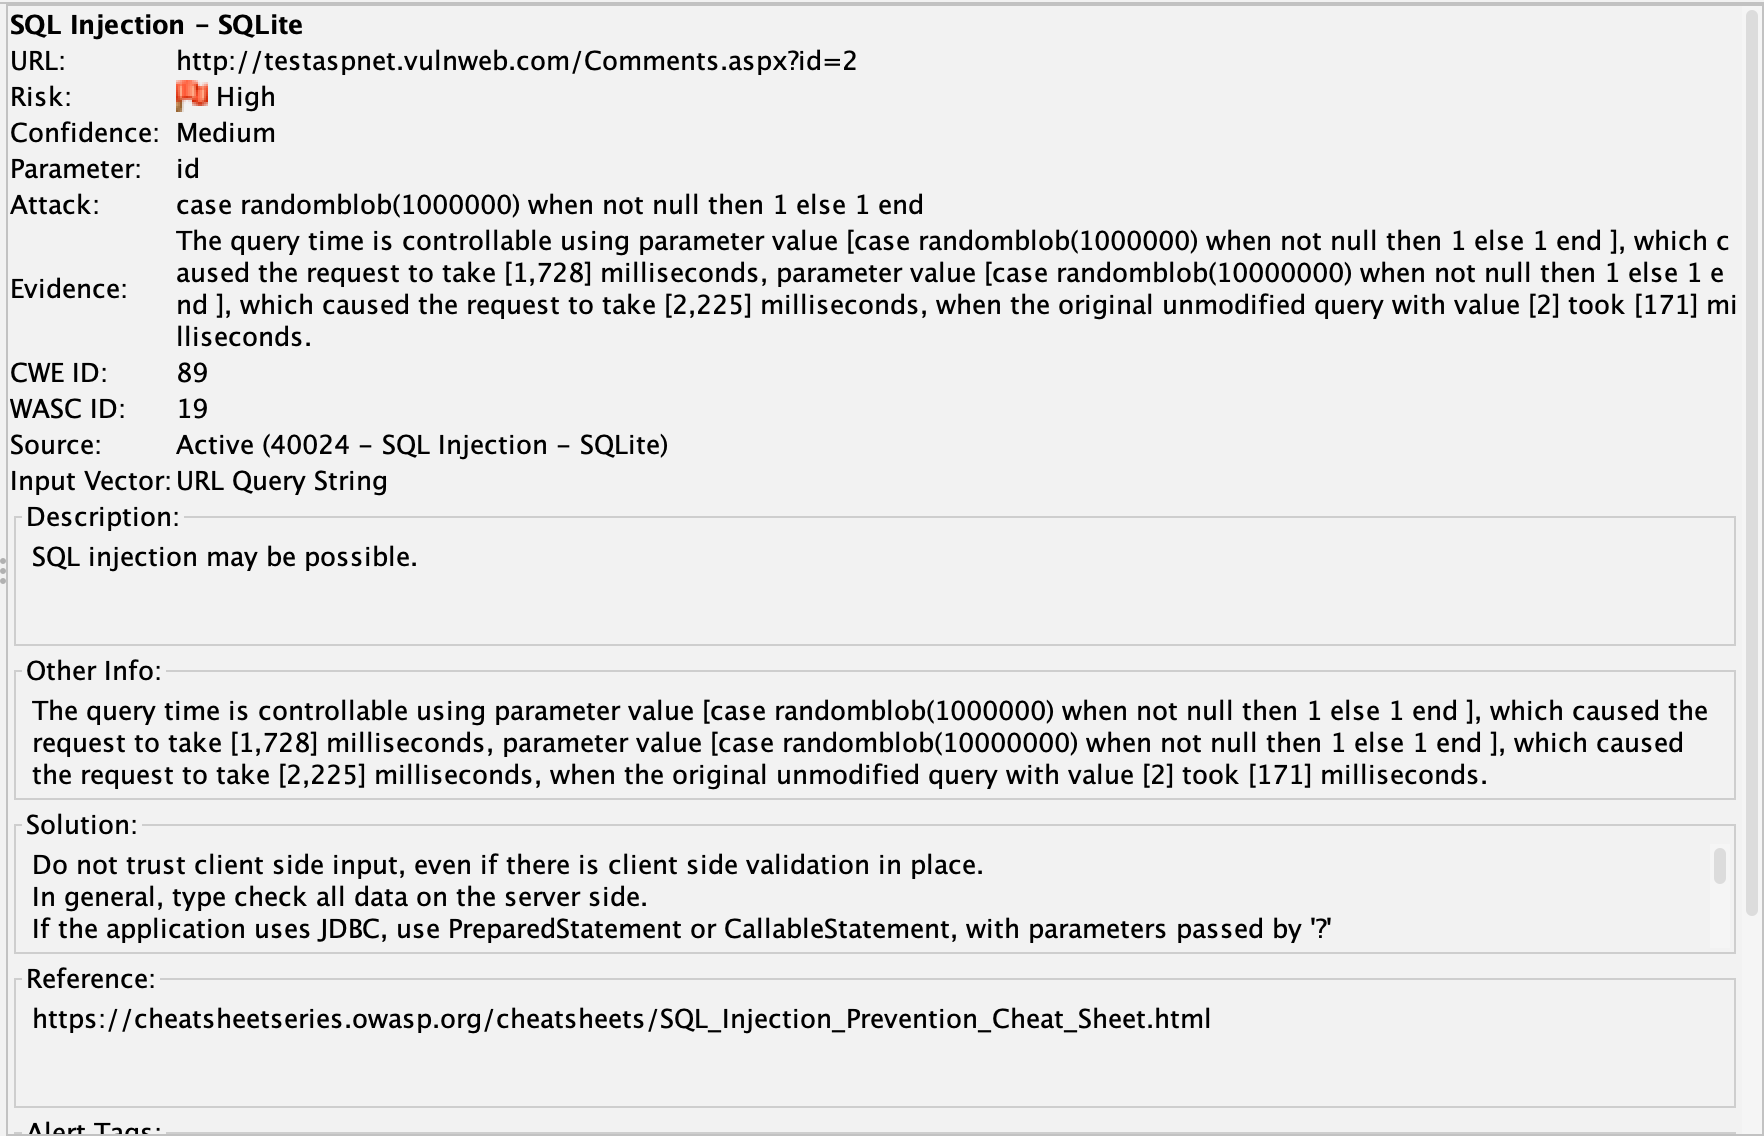 SQL Injection – SQLite
URL: http://testaspnet.vulnweb.com/Comments.aspx?id=2
Risk: High
Confidence: Medium
Parameter: id
Attack: case randomblob(1000000) when not null then 1 else 1 end
Evidence: The query time is controllable using parameter value [case randomblob(1000000) when not null then 1 else 1 end ], which c
aused the request to take [1,728] milliseconds, parameter value [case randomblob(10000000) when not null then 1 else 1 e
nd ], which caused the request to take [2,225] milliseconds, when the original unmodified query with value [2] took [171] mi
lliseconds.
CWE ID: 89
WASC ID: 19
Source: Active (40024 – SQL Injection – SQLite)
Input Vector: URL Query String
Description:
SQL injection may be possible.
Other Info:
The query time is controllable using parameter value [case randomblob(1000000) when not null then 1 else 1 end ], which caused the
request to take [1,728] milliseconds, parameter value [case randomblob(10000000) when not null then 1 else 1 end ], which caused
the request to take [2,225] milliseconds, when the original unmodified query with value [2] took [171] milliseconds.
Solution:
Do not trust client side input, even if there is client side validation in place.
In general, type check all data on the server side.
If the application uses JDBC, use PreparedStatement or CallableStatement, with parameters passed by '?'
Reference:
https://cheatsheetseries.owasp.org/cheatsheets/SQL_Injection_Prevention_Cheat_Sheet.html
Alert Tags: